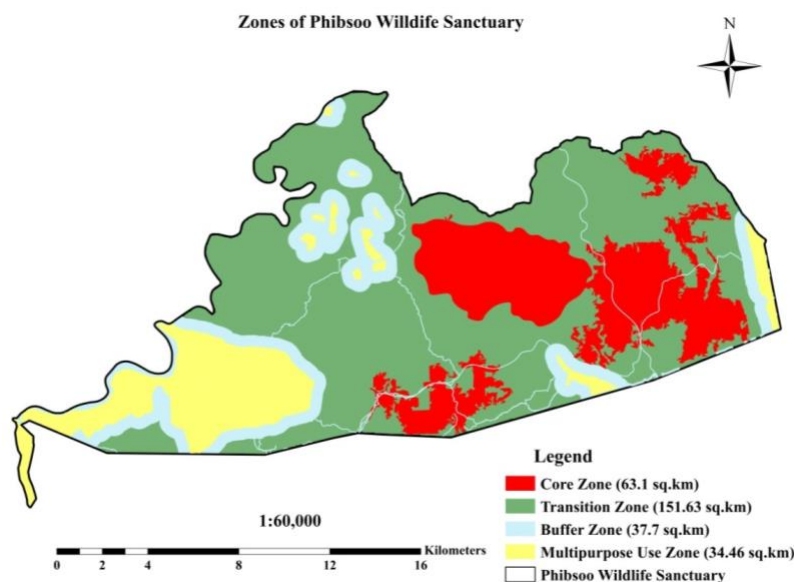 Zones of Phibsoo Willdife Sanctuary
N
Legend
Core Zone (63.1 sq.km)
Transition Zone (151.63 sq.km)
Buffer Zone (37.7 sq.km)
Multipurpose Use Zone (34.46 sq.km)
Phibsoo Wildlife Sanctuary
1:60,000
Kilometers
0 2 4 8 12 16